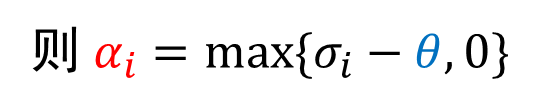 则 αᵢ = max{σᵢ − θ, 0}